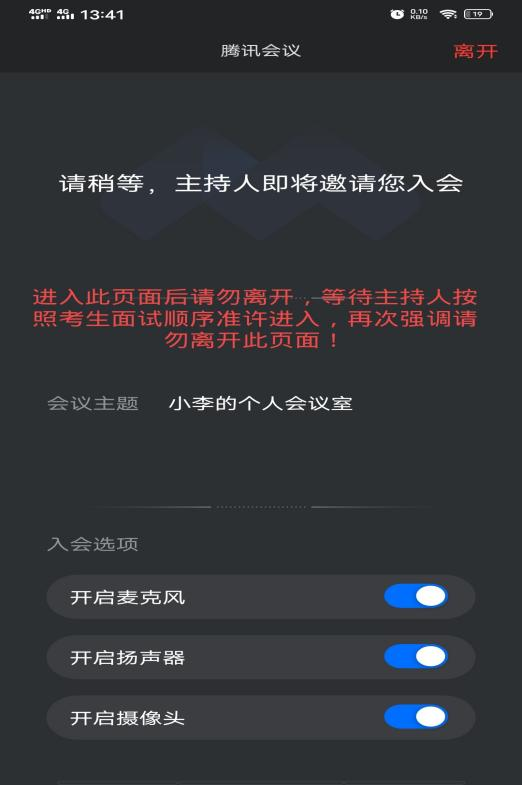 4GHD 4G 13:41 0.10 KB/s 19
腾讯会议 离开
请稍等，主持人即将邀请您入会
进入此页面后请勿离开，等待主持人按
照考生面试顺序准许进入，再次强调请
勿离开此页面！
会议主题 小李的个人会议室
入会选项
开启麦克风
开启扬声器
开启摄像头